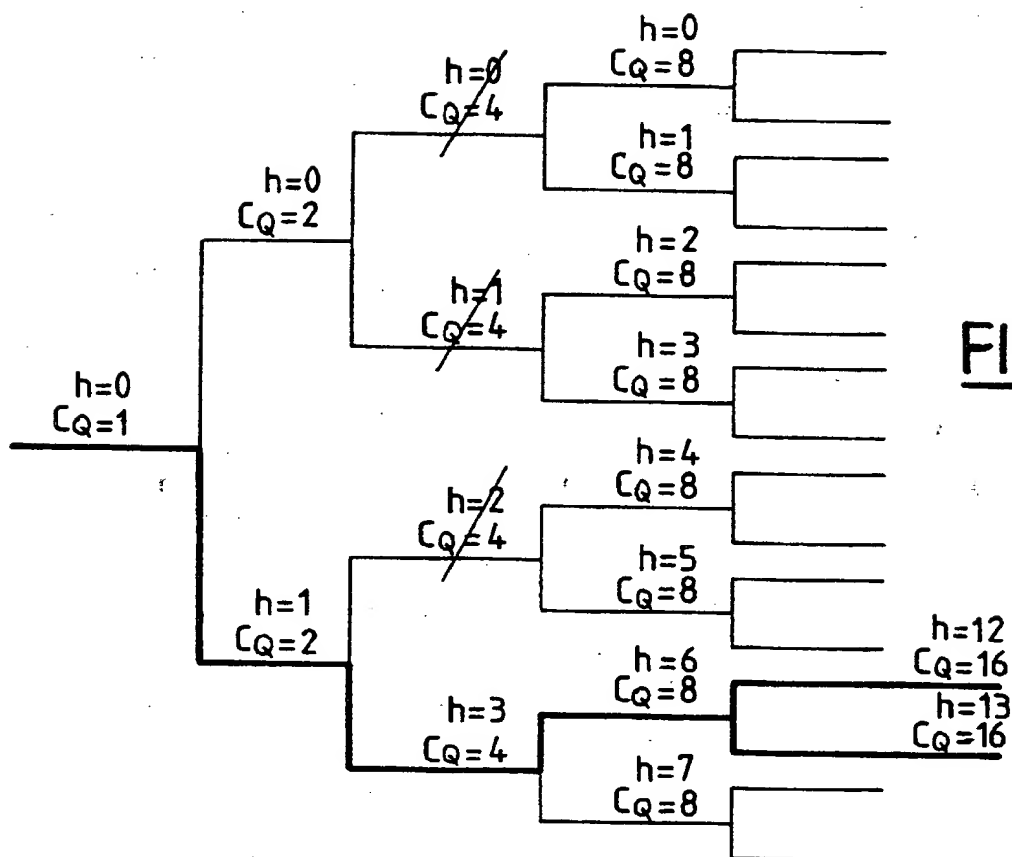 h=0
CQ=1
h=0
CQ=2
h=1
CQ=2
h=0
CQ=4
h=1
CQ=4
h=2
CQ=4
h=3
CQ=4
h=0
CQ=8
h=1
CQ=8
h=2
CQ=8
h=3
CQ=8
h=4
CQ=8
h=5
CQ=8
h=6
CQ=8
h=7
CQ=8
h=12
CQ=16
h=13
CQ=16
FI